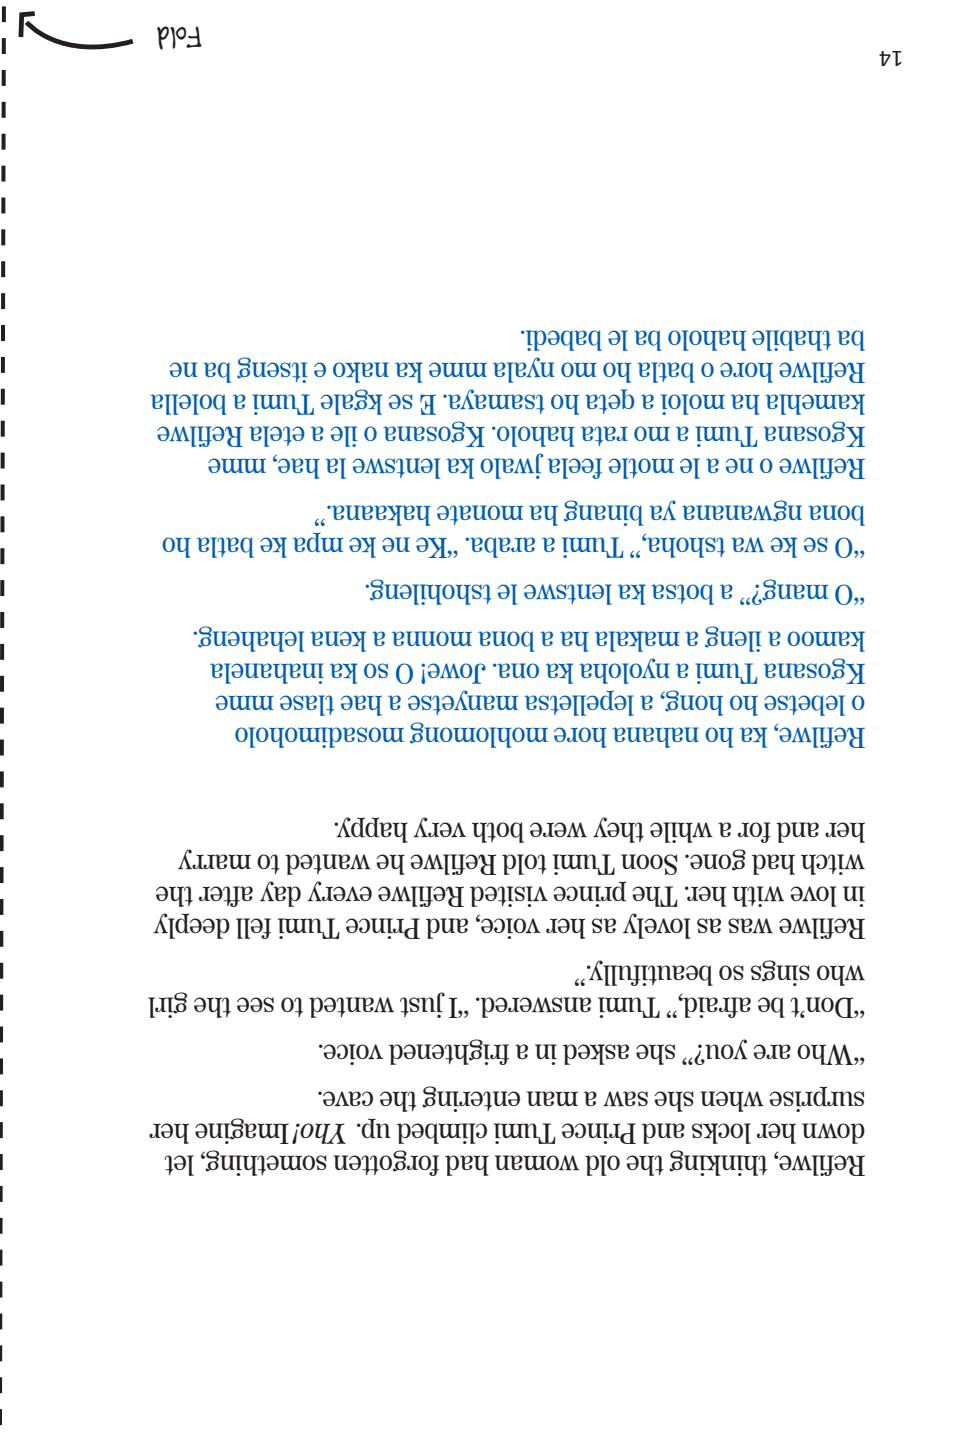 Refilwe, thinking the old woman had forgotten something, let
down her locks and Prince Tumi climbed up. Yho! Imagine her
surprise when she saw a man entering the cave.
“Who are you?” she asked in a frightened voice.
“Don’t be afraid,” Tumi answered. “I just wanted to see the girl
who sings so beautifully.”
Refilwe was as lovely as her voice, and Prince Tumi fell deeply
in love with her. The prince visited Refilwe every day after the
witch had gone. Soon Tumi told Refilwe he wanted to marry
her and for a while they were both very happy.
Refilwe, ka ho nahana hore mohlomong mosadimoholo
o lebetse ho hong, a lepelletsa manyetse a hae tlase mme
Kgosana Tumi a nyoloha ka ona. Jowe! O so ka inahanela
kamoo a ileng a makala ha a bona monna a kena lehaheng.
“O mang?” a botsa ka lentswe le tshohileng.
“O se ke wa tshoha,” Tumi a araba. “Ke ne ke mpa ke batla ho
bona ngwanana ya binang ha monate hakaana.”
Refilwe o ne a le motle feela jwalo ka lentswe la hae, mme
Kgosana Tumi a mo rata haholo. Kgosana o ile a etela Refilwe
kamehla ha moloi a qeta ho tsamaya. E se kgale Tumi a bolella
Refilwe hore o batla ho mo nyala mme ka nako e itseng ba ne
ba thabile haholo ba le babedi.
14
Fold